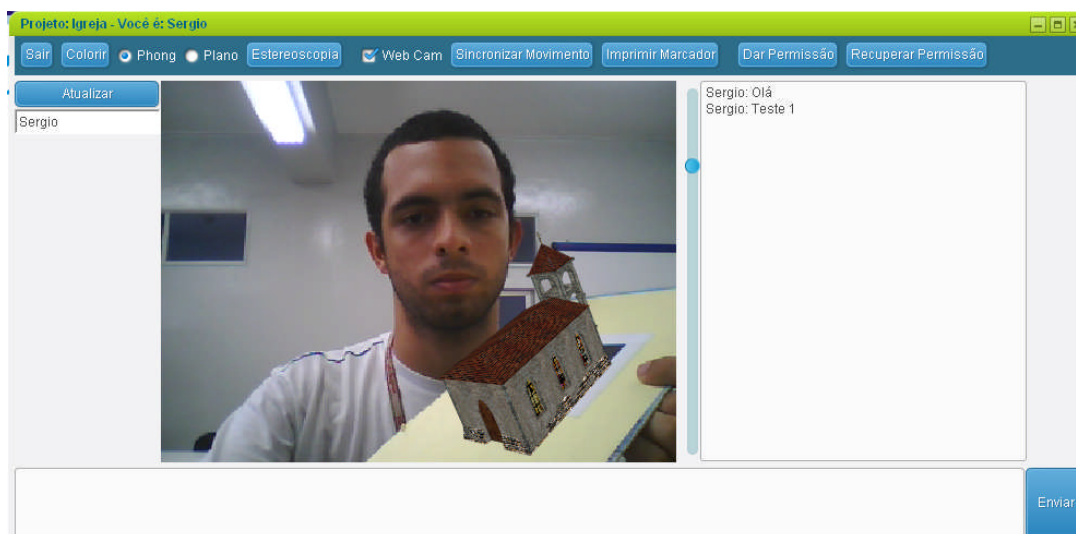 Projeto: Igreja - Você é: Sergio
Sair Colorir Phong Plano Estereoscopia Web Cam Sincronizar Movimento Imprimir Marcador Dar Permissão Recuperar Permissão
Atualizar
Sergio
Sergio: Olá
Sergio: Teste 1
Enviar